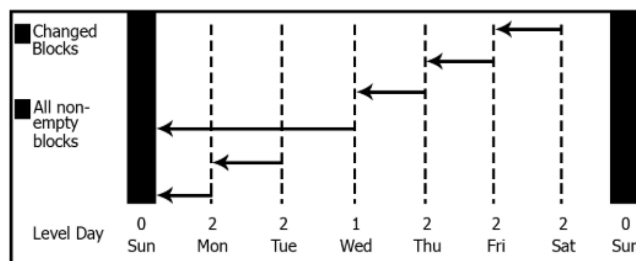 Changed
Blocks
All non-
empty
blocks
Level Day
0 2 2 1 2 2 2 0
Sun Mon Tue Wed Thu Fri Sat Sun